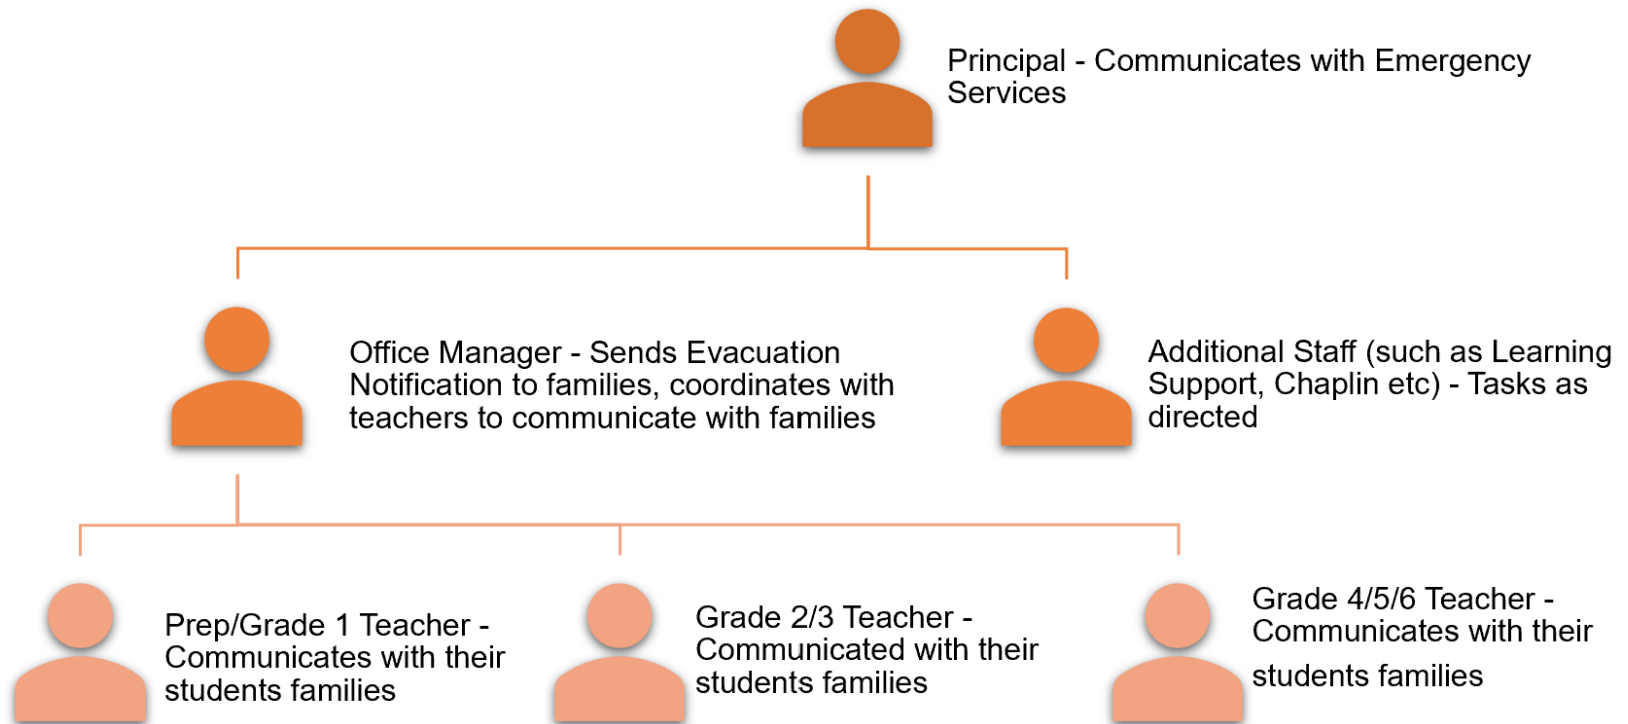 Principal - Communicates with Emergency
Services
Office Manager - Sends Evacuation
Notification to families, coordinates with
teachers to communicate with families
Additional Staff (such as Learning
Support, Chaplin etc) - Tasks as
directed
Prep/Grade 1 Teacher -
Communicates with their
students families
Grade 2/3 Teacher -
Communicated with their
students families
Grade 4/5/6 Teacher -
Communicates with their
students families